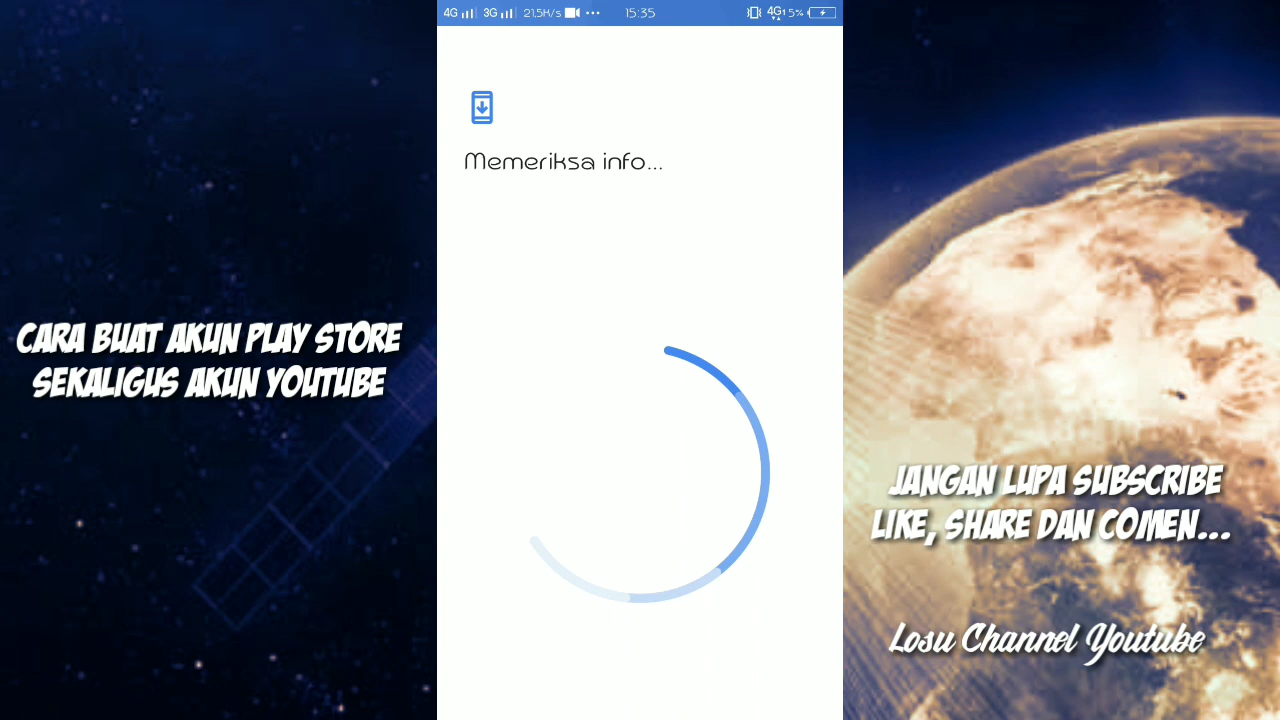 4G 3G 21.5K/s ... 15:35 4G 15%
Memeriksa info...
CARA BUAT AKUN PLAY STORE
SEKALIGUS AKUN YOUTUBE
JANGAN LUPA SUBSCRIBE
LIKE, SHARE DAN COMEN...
Losu Channel Youtube